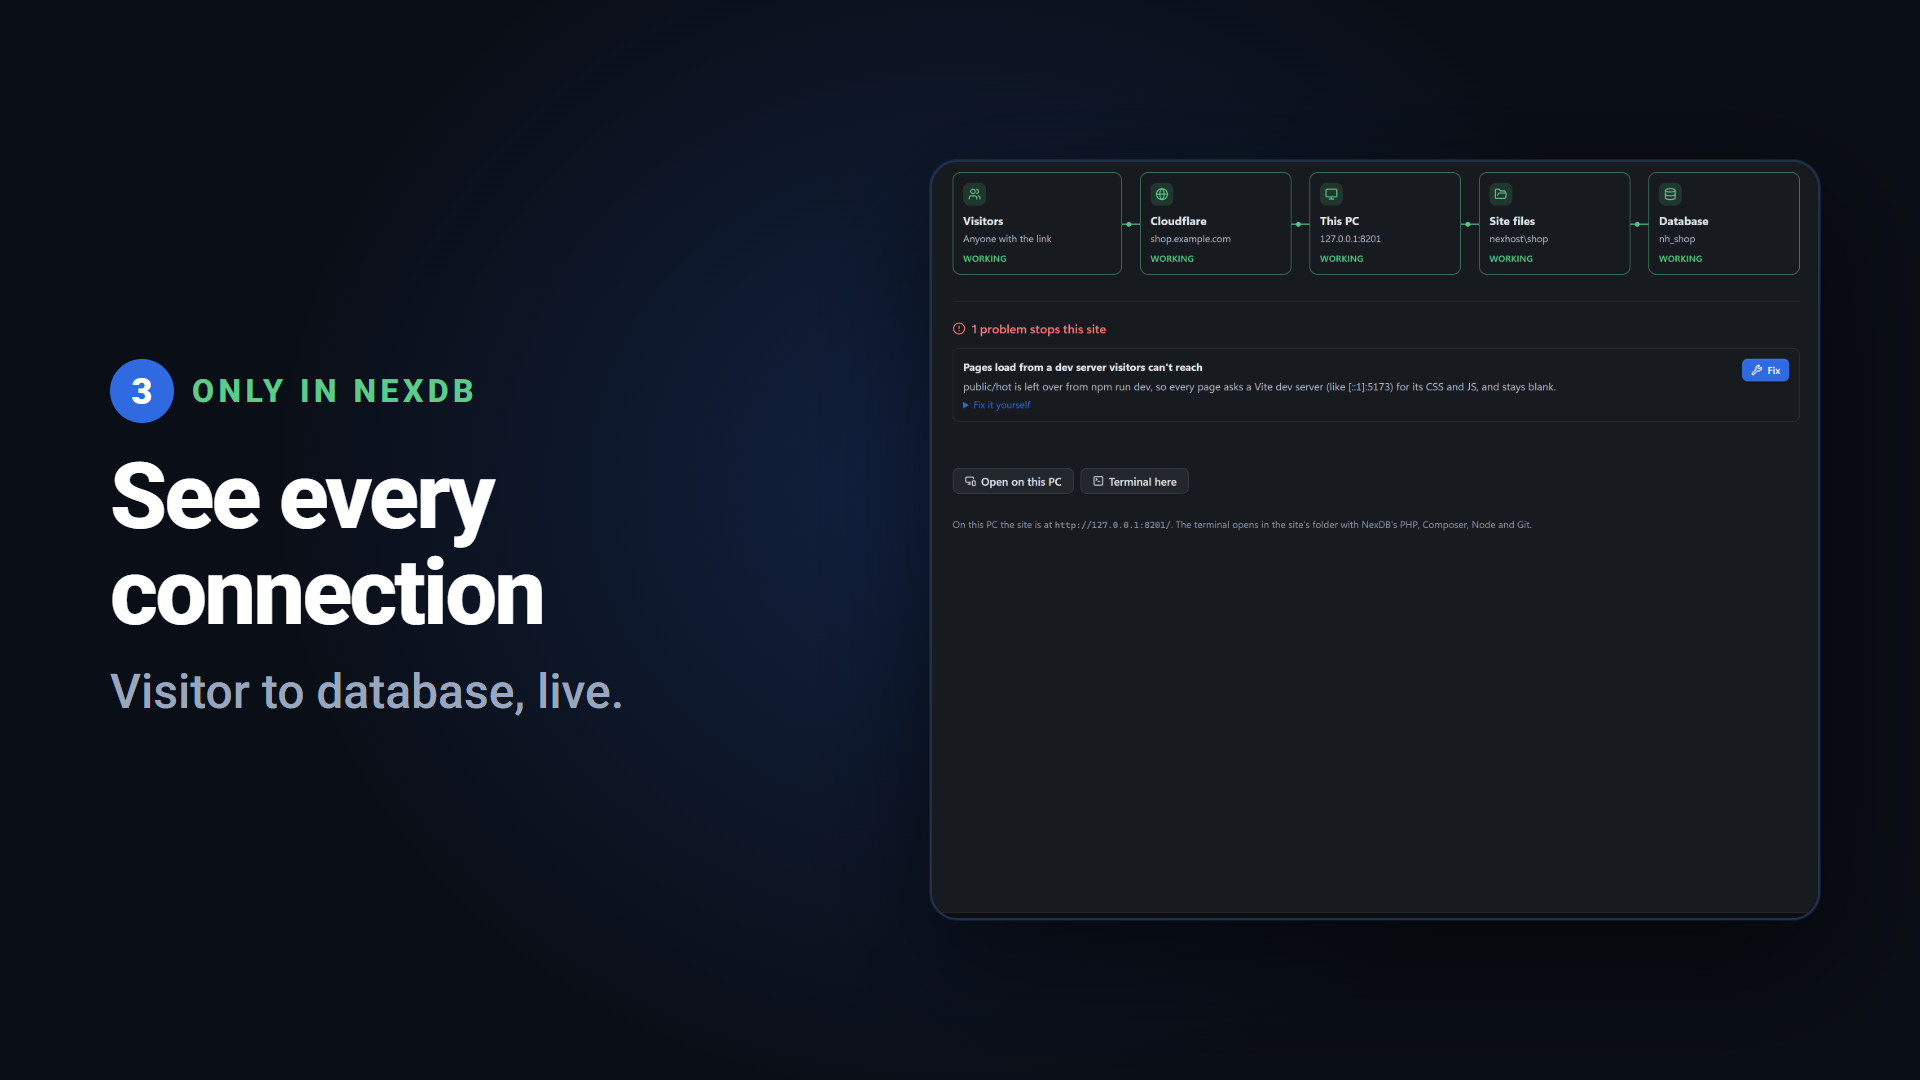 3 ONLY IN NEXDB
See every
connection
Visitor to database, live.
Visitors
Anyone with the link
WORKING
Cloudflare
shop.example.com
WORKING
This PC
127.0.0.1:8201
WORKING
Site files
nexhost\shop
WORKING
Database
nh_shop
WORKING
1 problem stops this site
Pages load from a dev server visitors can't reach
public/hot is left over from npm run dev, so every page asks a Vite dev server (like [::1]:5173) for its CSS and JS, and stays blank.
Fix it yourself
Fix
Open on this PC
Terminal here
On this PC the site is at http://127.0.0.1:8201/. The terminal opens in the site's folder with NexDB's PHP, Composer, Node and Git.